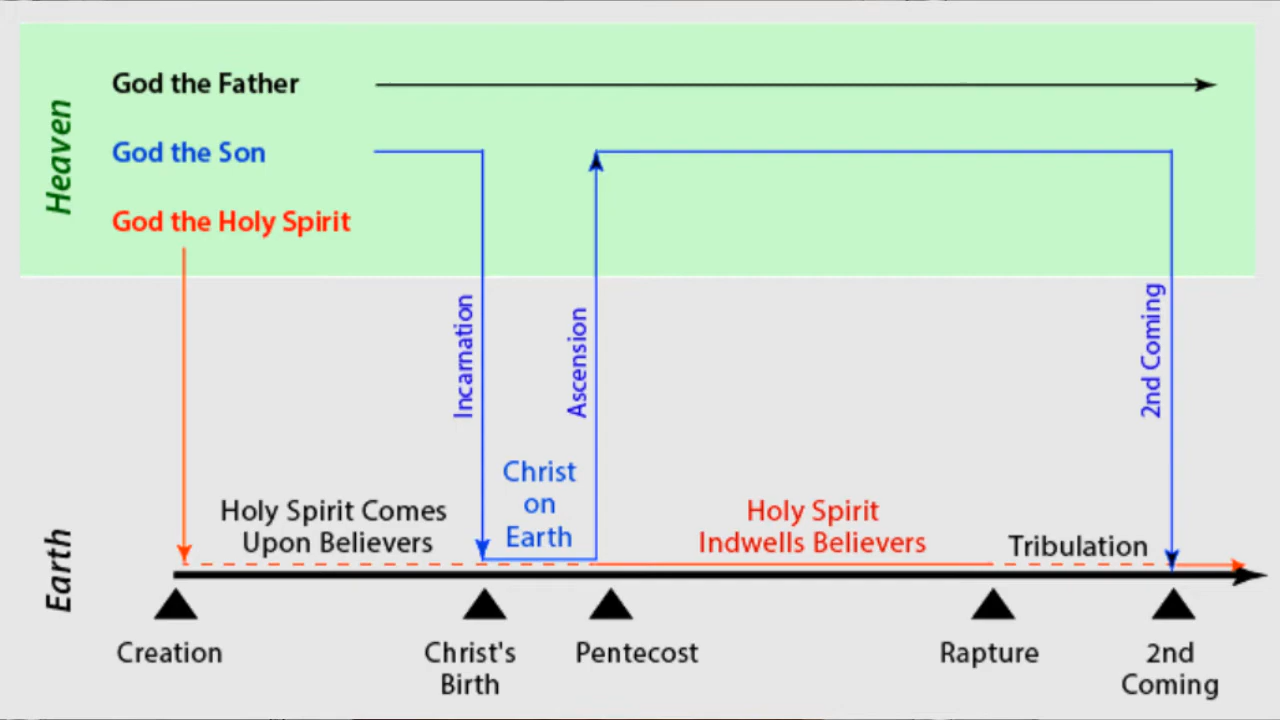 Heaven
God the Father
God the Son
God the Holy Spirit
Incarnation
Ascension
2nd Coming
Earth
Holy Spirit Comes
Upon Believers
Christ
on
Earth
Holy Spirit
Indwells Believers
Tribulation
Creation
Christ's
Birth
Pentecost
Rapture
2nd
Coming